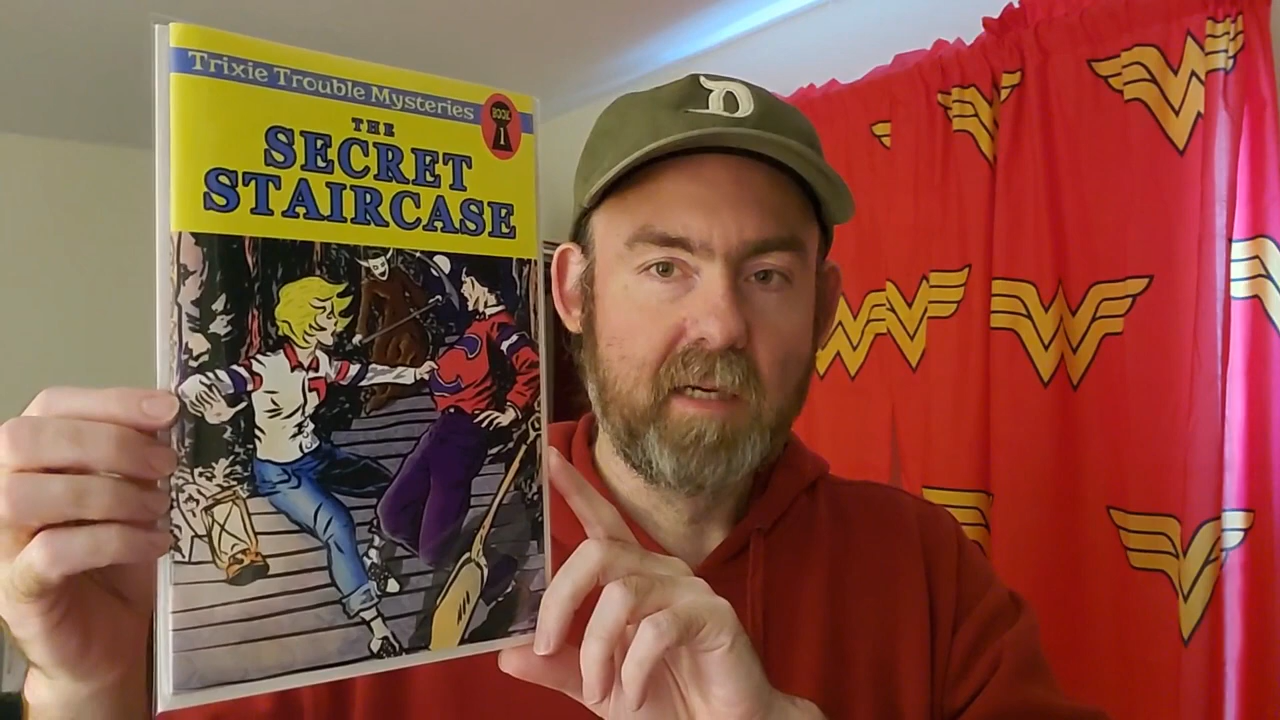 Trixie Trouble Mysteries
BOOK
1
THE
SECRET
STAIRCASE
D